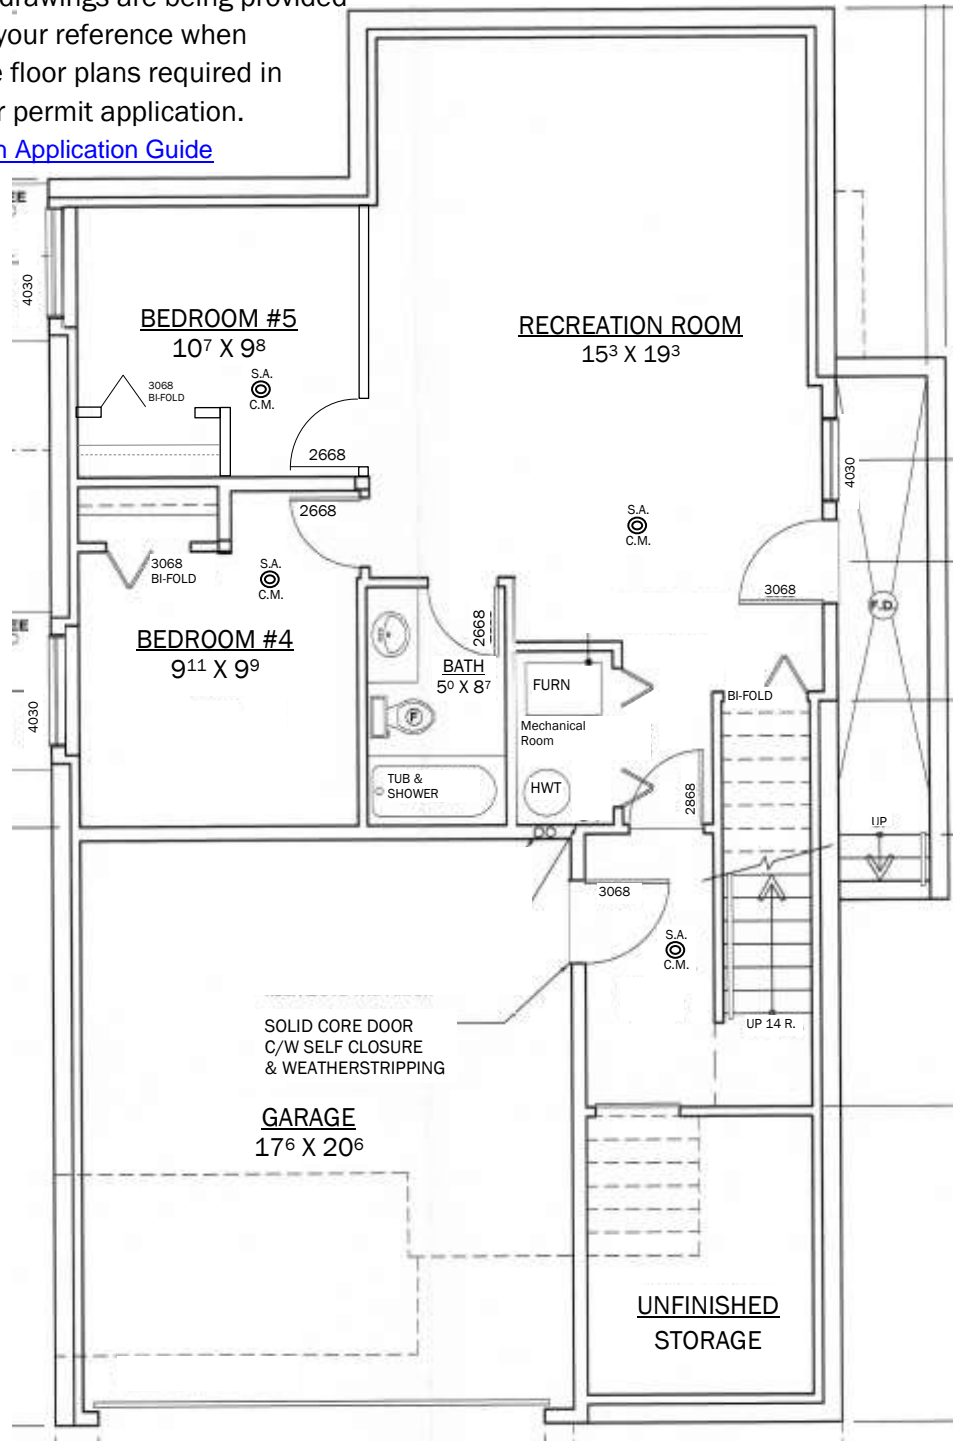 drawings are being provided
your reference when
floor plans required in
permit application.
Application Guide
4030
BEDROOM #5
10⁷ X 9⁸
S.A.
C.M.
3068
BI-FOLD
2668
RECREATION ROOM
15³ X 19³
4030
S.A.
C.M.
2668
3068
BI-FOLD
S.A.
C.M.
3068
F.D.
BEDROOM #4
9¹¹ X 9⁹
4030
2668
BATH
5⁰ X 8⁷
F
TUB &
SHOWER
FURN
Mechanical
Room
HWT
BI-FOLD
2868
UP
3068
S.A.
C.M.
UP 14 R.
SOLID CORE DOOR
C/W SELF CLOSURE
& WEATHERSTRIPPING
GARAGE
17⁶ X 20⁶
UNFINISHED
STORAGE